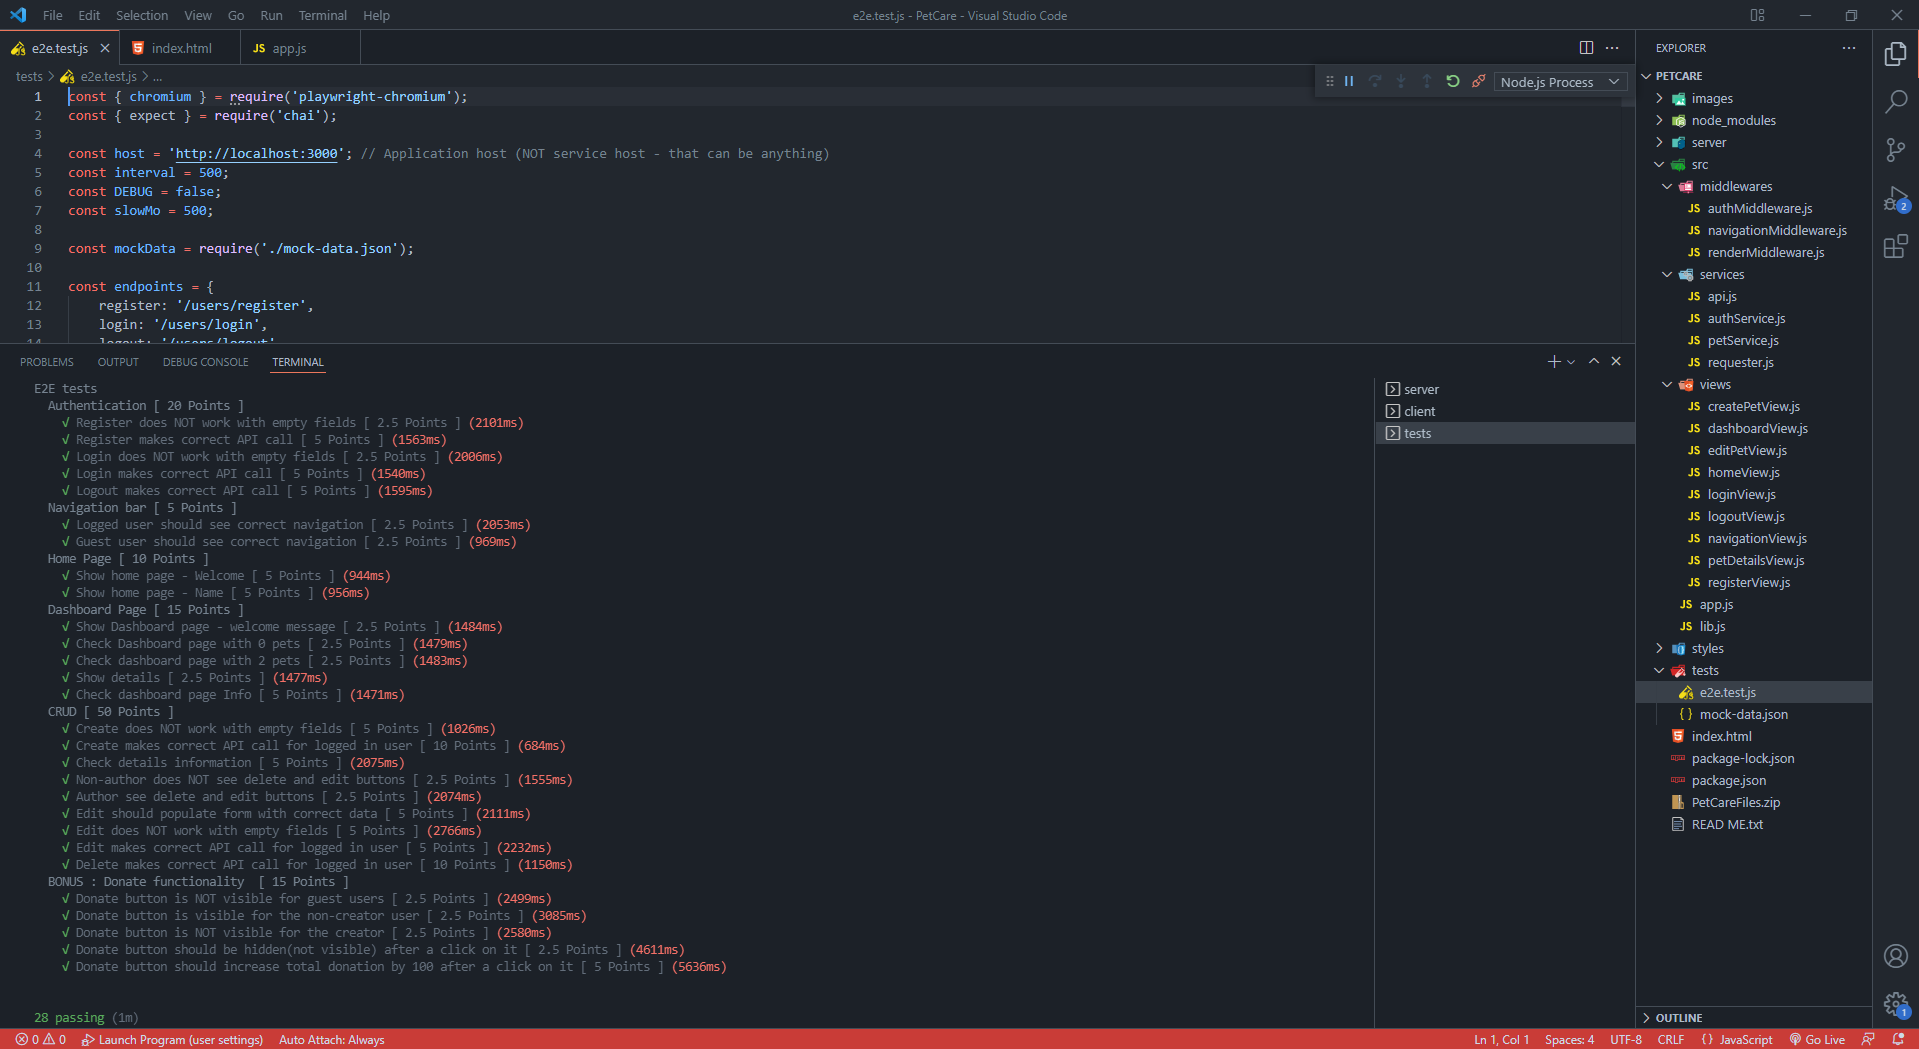 File Edit Selection View Go Run Terminal Help
e2e.test.js - PetCare - Visual Studio Code
e2e.test.js
index.html
JS app.js
tests > e2e.test.js > ...
Node.js Process
1 const { chromium } = require('playwright-chromium');
2 const { expect } = require('chai');
3
4 const host = 'http://localhost:3000'; // Application host (NOT service host - that can be anything)
5 const interval = 500;
6 const DEBUG = false;
7 const slowMo = 500;
8
9 const mockData = require('./mock-data.json');
10
11 const endpoints = {
12 register: '/users/register',
13 login: '/users/login',
14 logout: '/users/logout'
PROBLEMS OUTPUT DEBUG CONSOLE TERMINAL
E2E tests
Authentication [ 20 Points ]
√ Register does NOT work with empty fields [ 2.5 Points ] (2101ms)
√ Register makes correct API call [ 5 Points ] (1563ms)
√ Login does NOT work with empty fields [ 2.5 Points ] (2006ms)
√ Login makes correct API call [ 5 Points ] (1540ms)
√ Logout makes correct API call [ 5 Points ] (1595ms)
Navigation bar [ 5 Points ]
√ Logged user should see correct navigation [ 2.5 Points ] (2053ms)
√ Guest user should see correct navigation [ 2.5 Points ] (969ms)
Home Page [ 10 Points ]
√ Show home page - Welcome [ 5 Points ] (944ms)
√ Show home page - Name [ 5 Points ] (956ms)
Dashboard Page [ 15 Points ]
√ Show Dashboard page - welcome message [ 2.5 Points ] (1484ms)
√ Check Dashboard page with 0 pets [ 2.5 Points ] (1479ms)
√ Check dashboard page with 2 pets [ 2.5 Points ] (1483ms)
√ Show details [ 2.5 Points ] (1477ms)
√ Check dashboard page Info [ 5 Points ] (1471ms)
CRUD [ 50 Points ]
√ Create does NOT work with empty fields [ 5 Points ] (1026ms)
√ Create makes correct API call for logged in user [ 10 Points ] (684ms)
√ Check details information [ 5 Points ] (2075ms)
√ Non-author does NOT see delete and edit buttons [ 2.5 Points ] (1555ms)
√ Author see delete and edit buttons [ 2.5 Points ] (2074ms)
√ Edit should populate form with correct data [ 5 Points ] (2111ms)
√ Edit does NOT work with empty fields [ 5 Points ] (2766ms)
√ Edit makes correct API call for logged in user [ 5 Points ] (2232ms)
√ Delete makes correct API call for logged in user [ 10 Points ] (1150ms)
BONUS : Donate functionality [ 15 Points ]
√ Donate button is NOT visible for guest users [ 2.5 Points ] (2499ms)
√ Donate button is visible for the non-creator user [ 2.5 Points ] (3085ms)
√ Donate button is NOT visible for the creator [ 2.5 Points ] (2580ms)
√ Donate button should be hidden(not visible) after a click on it [ 2.5 Points ] (4611ms)
√ Donate button should increase total donation by 100 after a click on it [ 5 Points ] (5636ms)
28 passing (1m)
server
client
tests
EXPLORER
PETCARE
images
node_modules
server
src
middlewares
JS authMiddleware.js
JS navigationMiddleware.js
JS renderMiddleware.js
services
JS api.js
JS authService.js
JS petService.js
JS requester.js
views
JS createPetView.js
JS dashboardView.js
JS editPetView.js
JS homeView.js
JS loginView.js
JS logoutView.js
JS navigationView.js
JS petDetailsView.js
JS registerView.js
JS app.js
JS lib.js
styles
tests
e2e.test.js
{ } mock-data.json
index.html
package-lock.json
package.json
PetCareFiles.zip
READ ME.txt
OUTLINE
2
1
0 0 Launch Program (user settings) Auto Attach: Always
Ln 1, Col 1 Spaces: 4 UTF-8 CRLF { } JavaScript Go Live